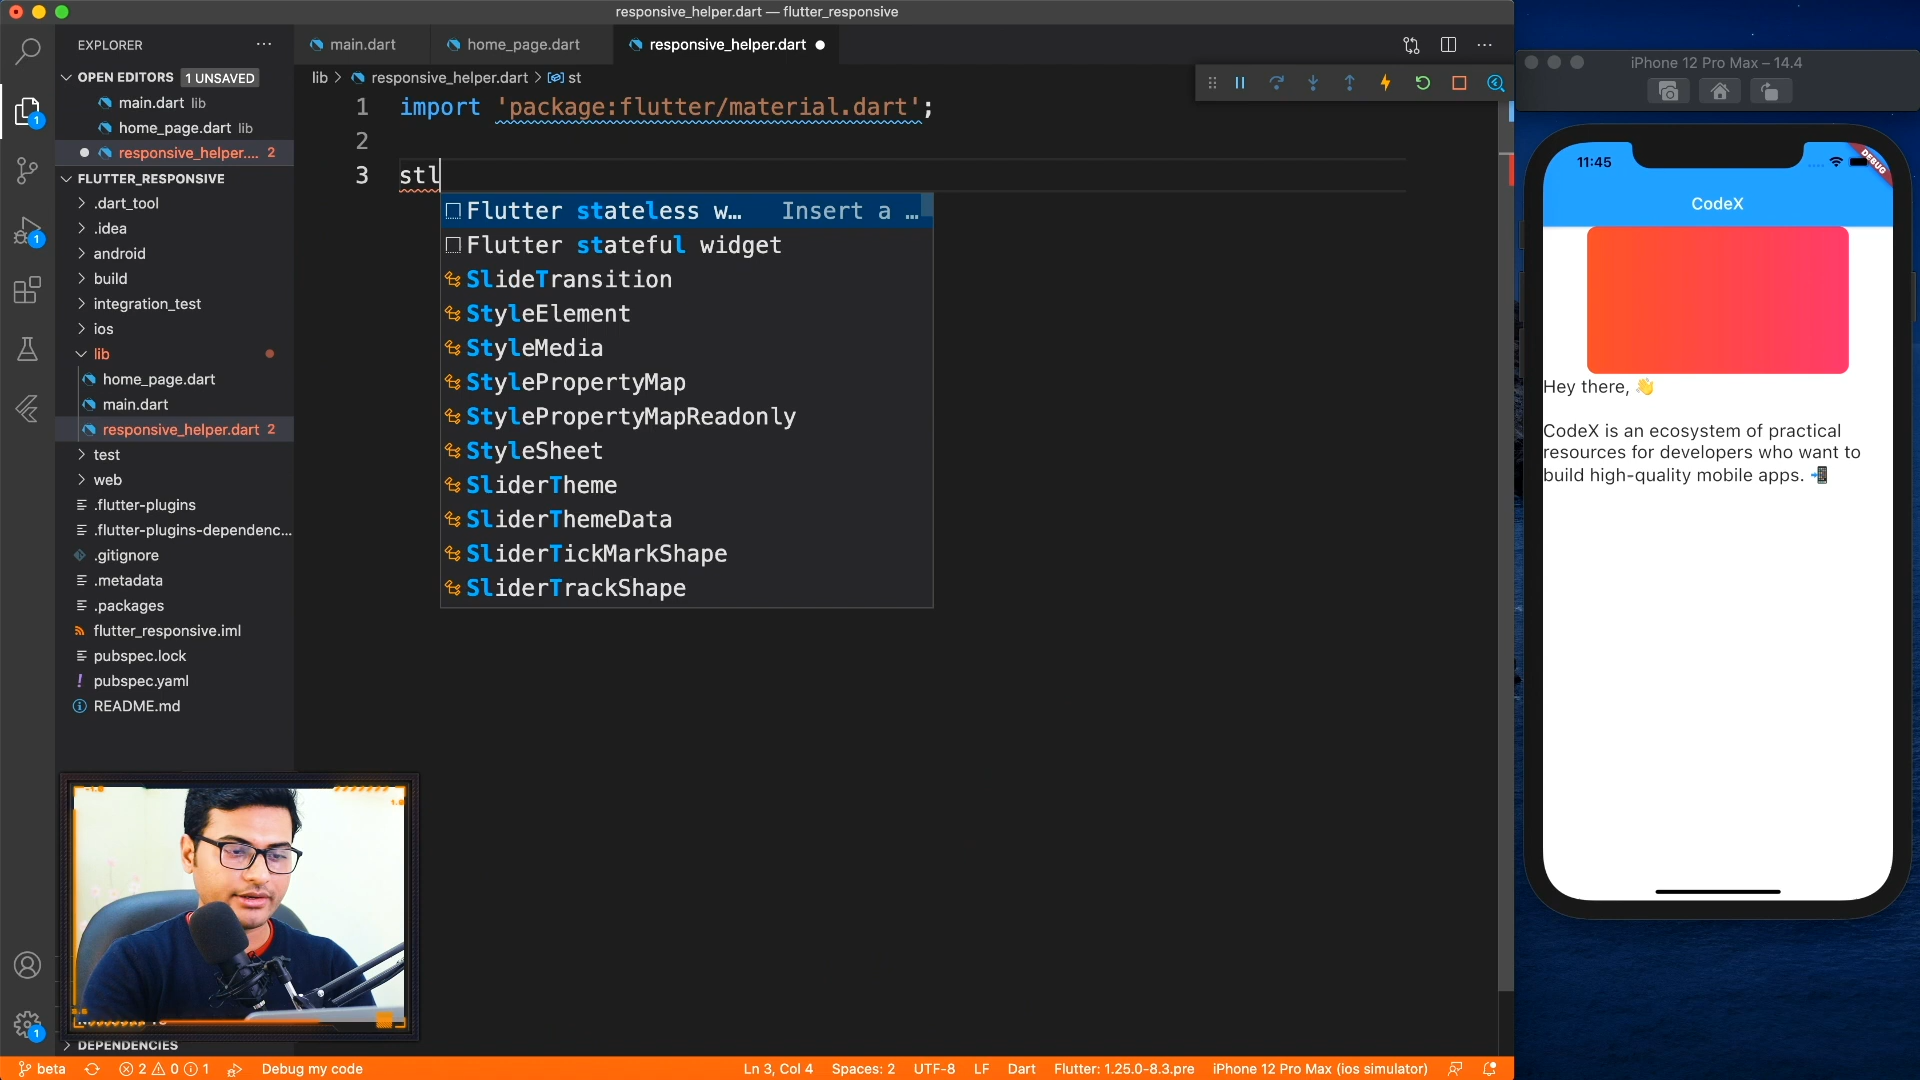 responsive_helper.dart — flutter_responsive
EXPLORER
OPEN EDITORS 1 UNSAVED
main.dart lib
home_page.dart lib
responsive_helper.... 2
FLUTTER_RESPONSIVE
.dart_tool
.idea
android
build
integration_test
ios
lib
home_page.dart
main.dart
responsive_helper.dart 2
test
web
.flutter-plugins
.flutter-plugins-dependenc...
.gitignore
.metadata
.packages
flutter_responsive.iml
pubspec.lock
pubspec.yaml
README.md
DEPENDENCIES
main.dart
home_page.dart
responsive_helper.dart
lib > responsive_helper.dart > st
1 import 'package:flutter/material.dart';
2
3 stl
Flutter stateless w... Insert a ...
Flutter stateful widget
SlideTransition
StyleElement
StyleMedia
StylePropertyMap
StylePropertyMapReadonly
StyleSheet
SliderTheme
SliderThemeData
SliderTickMarkShape
SliderTrackShape
iPhone 12 Pro Max – 14.4
11:45
DEBUG
CodeX
Hey there, 👋
CodeX is an ecosystem of practical
resources for developers who want to
build high-quality mobile apps. 📲
1
1
1
beta 2 0 1 Debug my code Ln 3, Col 4 Spaces: 2 UTF-8 LF Dart Flutter: 1.25.0-8.3.pre iPhone 12 Pro Max (ios simulator)